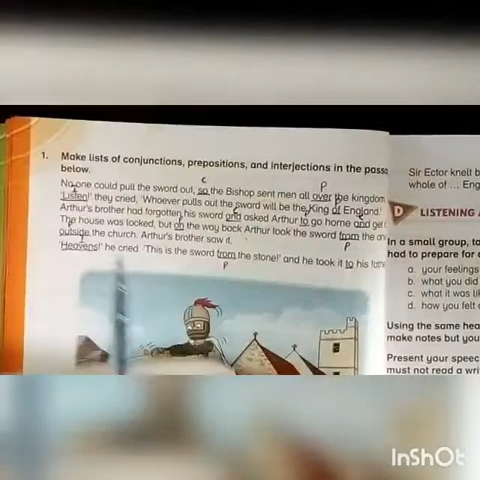 1. Make lists of conjunctions, prepositions, and interjections in the passa
below.
c
p
No one could pull the sword out, so the Bishop sent men all over the kingdom
'Listen!' they cried, 'Whoever pulls out the sword will be the King of England.'
Arthur's brother had forgotten his sword and asked Arthur to go home and get
The house was locked, but on the way back Arthur took the sword from the
outside the church. Arthur's brother saw it.
'Heavens!' he cried. 'This is the sword from the stone!' and he took it to his
p
Sir Ector knelt
whole of ... Eng
D LISTENING
In a small group,
had to prepare for
a. your feelings
b. what you did
c. what it was
d. how you felt
Using the same
make notes but you
Present your
must not read a
InShOt